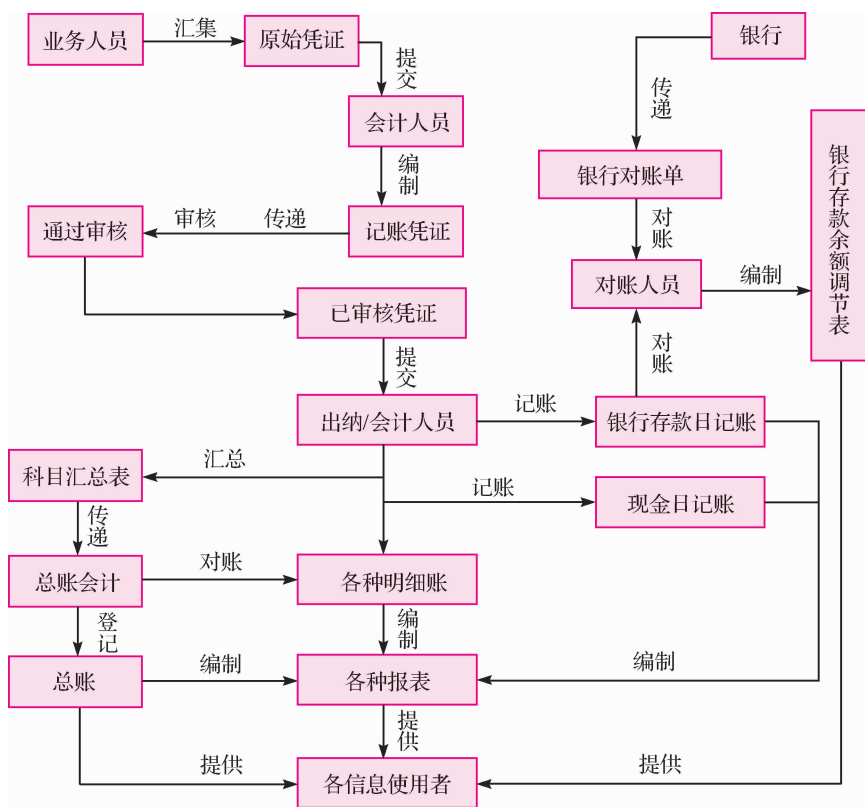 业务人员
汇集
原始凭证
银行
提交
传递
会计人员
编制
银行对账单
银行存款余额调节表
通过审核
审核
传递
记账凭证
对账
对账人员
编制
已审核凭证
提交
对账
出纳/会计人员
记账
银行存款日记账
科目汇总表
汇总
记账
现金日记账
传递
总账会计
对账
各种明细账
登记
编制
总账
编制
各种报表
编制
提供
提供
各信息使用者
提供